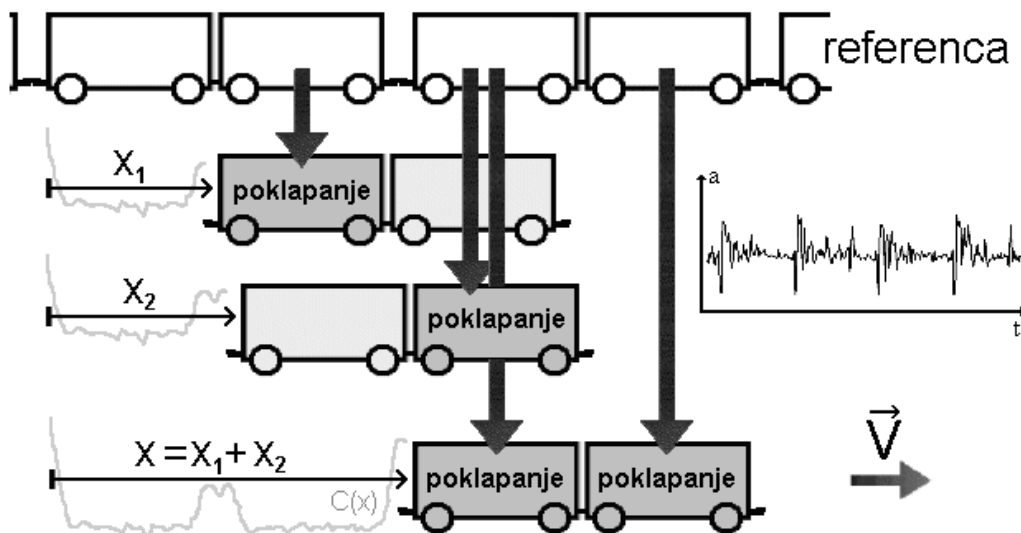 referenca
X₁
poklapanje
a
X₂
poklapanje
t
X = X₁ + X₂
C(x)
poklapanje
poklapanje
V⃗